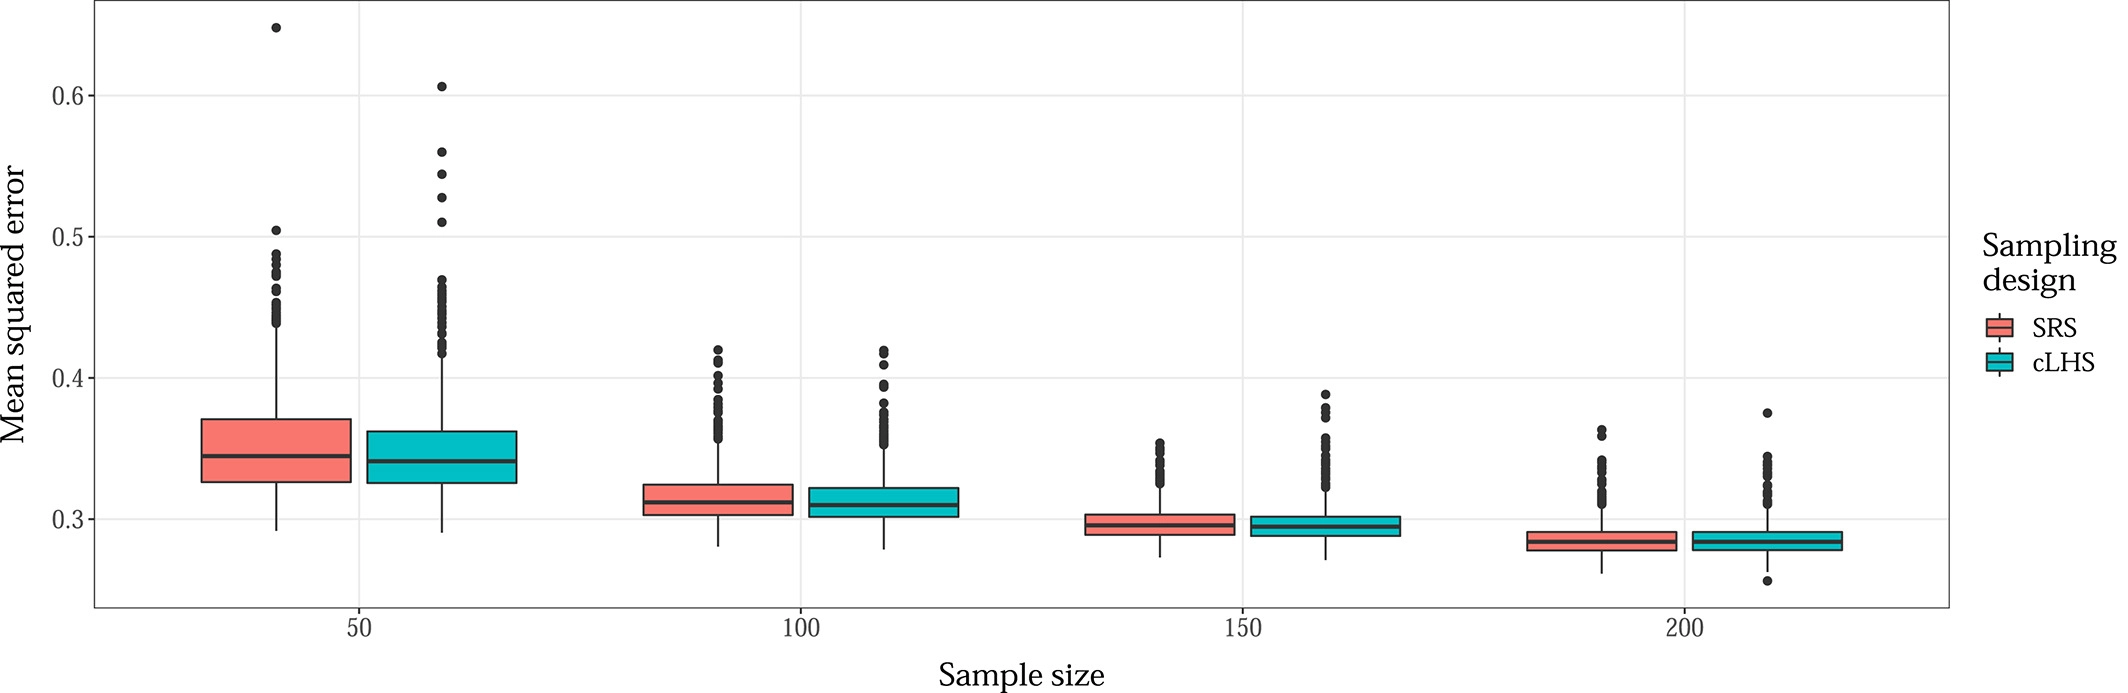 Mean squared error
0.6
0.5
0.4
0.3
50
100
150
200
Sample size
Sampling
design
SRS
cLHS